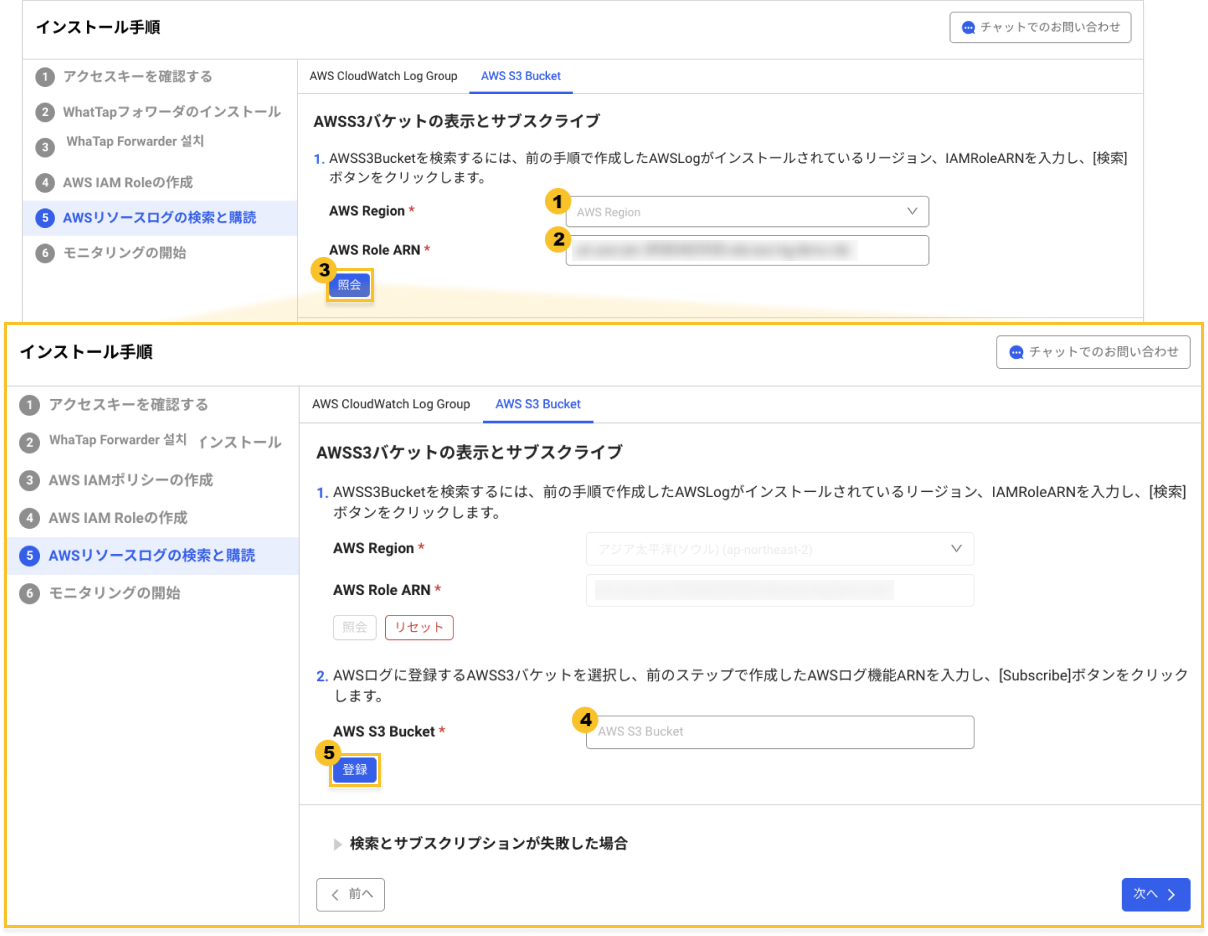 インストール手順
チャットでのお問い合わせ
1 アクセスキーを確認する
2 WhatTapフォワーダのインストール
3 WhaTap Forwarder 설치
4 AWS IAM Roleの作成
5 AWSリソースログの検索と購読
6 モニタリングの開始
AWS CloudWatch Log Group
AWS S3 Bucket
AWSS3バケットの表示とサブスクライブ
1. AWSS3Bucketを検索するには、前の手順で作成したAWSLogがインストールされているリージョン、IAMRoleARNを入力し、[検索]
ボタンをクリックします。
AWS Region *
1
AWS Region
AWS Role ARN *
2
3
照会
インストール手順
チャットでのお問い合わせ
1 アクセスキーを確認する
2 WhaTap Forwarder 설치 インストール
3 AWS IAMポリシーの作成
4 AWS IAM Roleの作成
5 AWSリソースログの検索と購読
6 モニタリングの開始
AWS CloudWatch Log Group
AWS S3 Bucket
AWSS3バケットの表示とサブスクライブ
1. AWSS3Bucketを検索するには、前の手順で作成したAWSLogがインストールされているリージョン、IAMRoleARNを入力し、[検索]
ボタンをクリックします。
AWS Region *
アジア太平洋(ソウル) (ap-northeast-2)
AWS Role ARN *
照会
リセット
2. AWSログに登録するAWSS3バケットを選択し、前のステップで作成したAWSログ機能ARNを入力し、[Subscribe]ボタンをクリック
します。
AWS S3 Bucket *
4
AWS S3 Bucket
5
登録
検索とサブスクリプションが失敗した場合
前へ
次へ